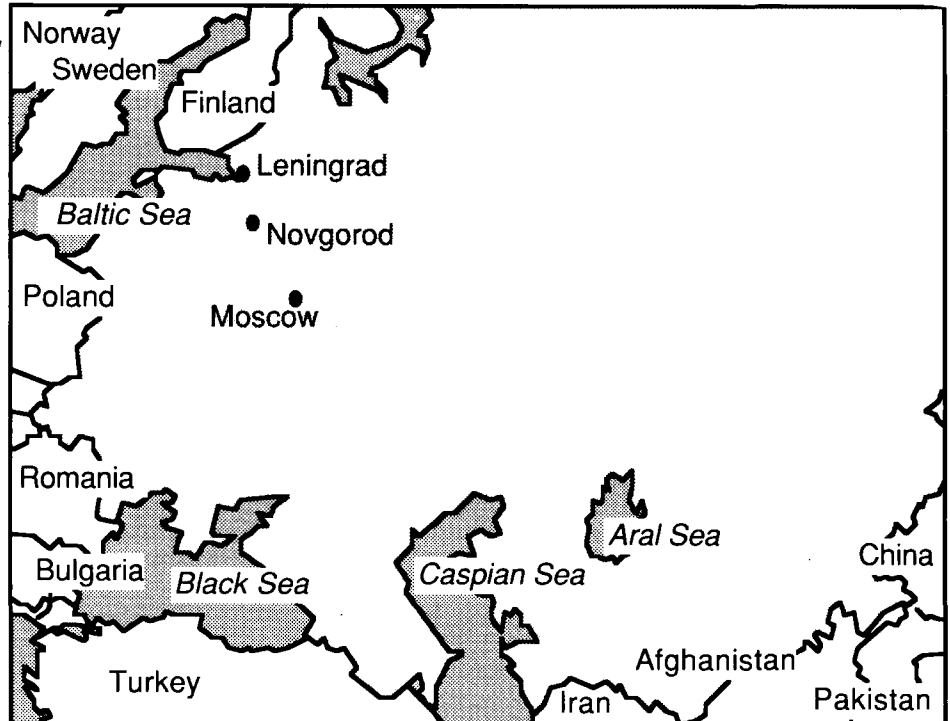 Norway
Sweden
Finland
Leningrad
Baltic Sea
Novgorod
Poland
Moscow
Romania
Aral Sea
China
Bulgaria
Black Sea
Caspian Sea
Afghanistan
Turkey
Iran
Pakistan